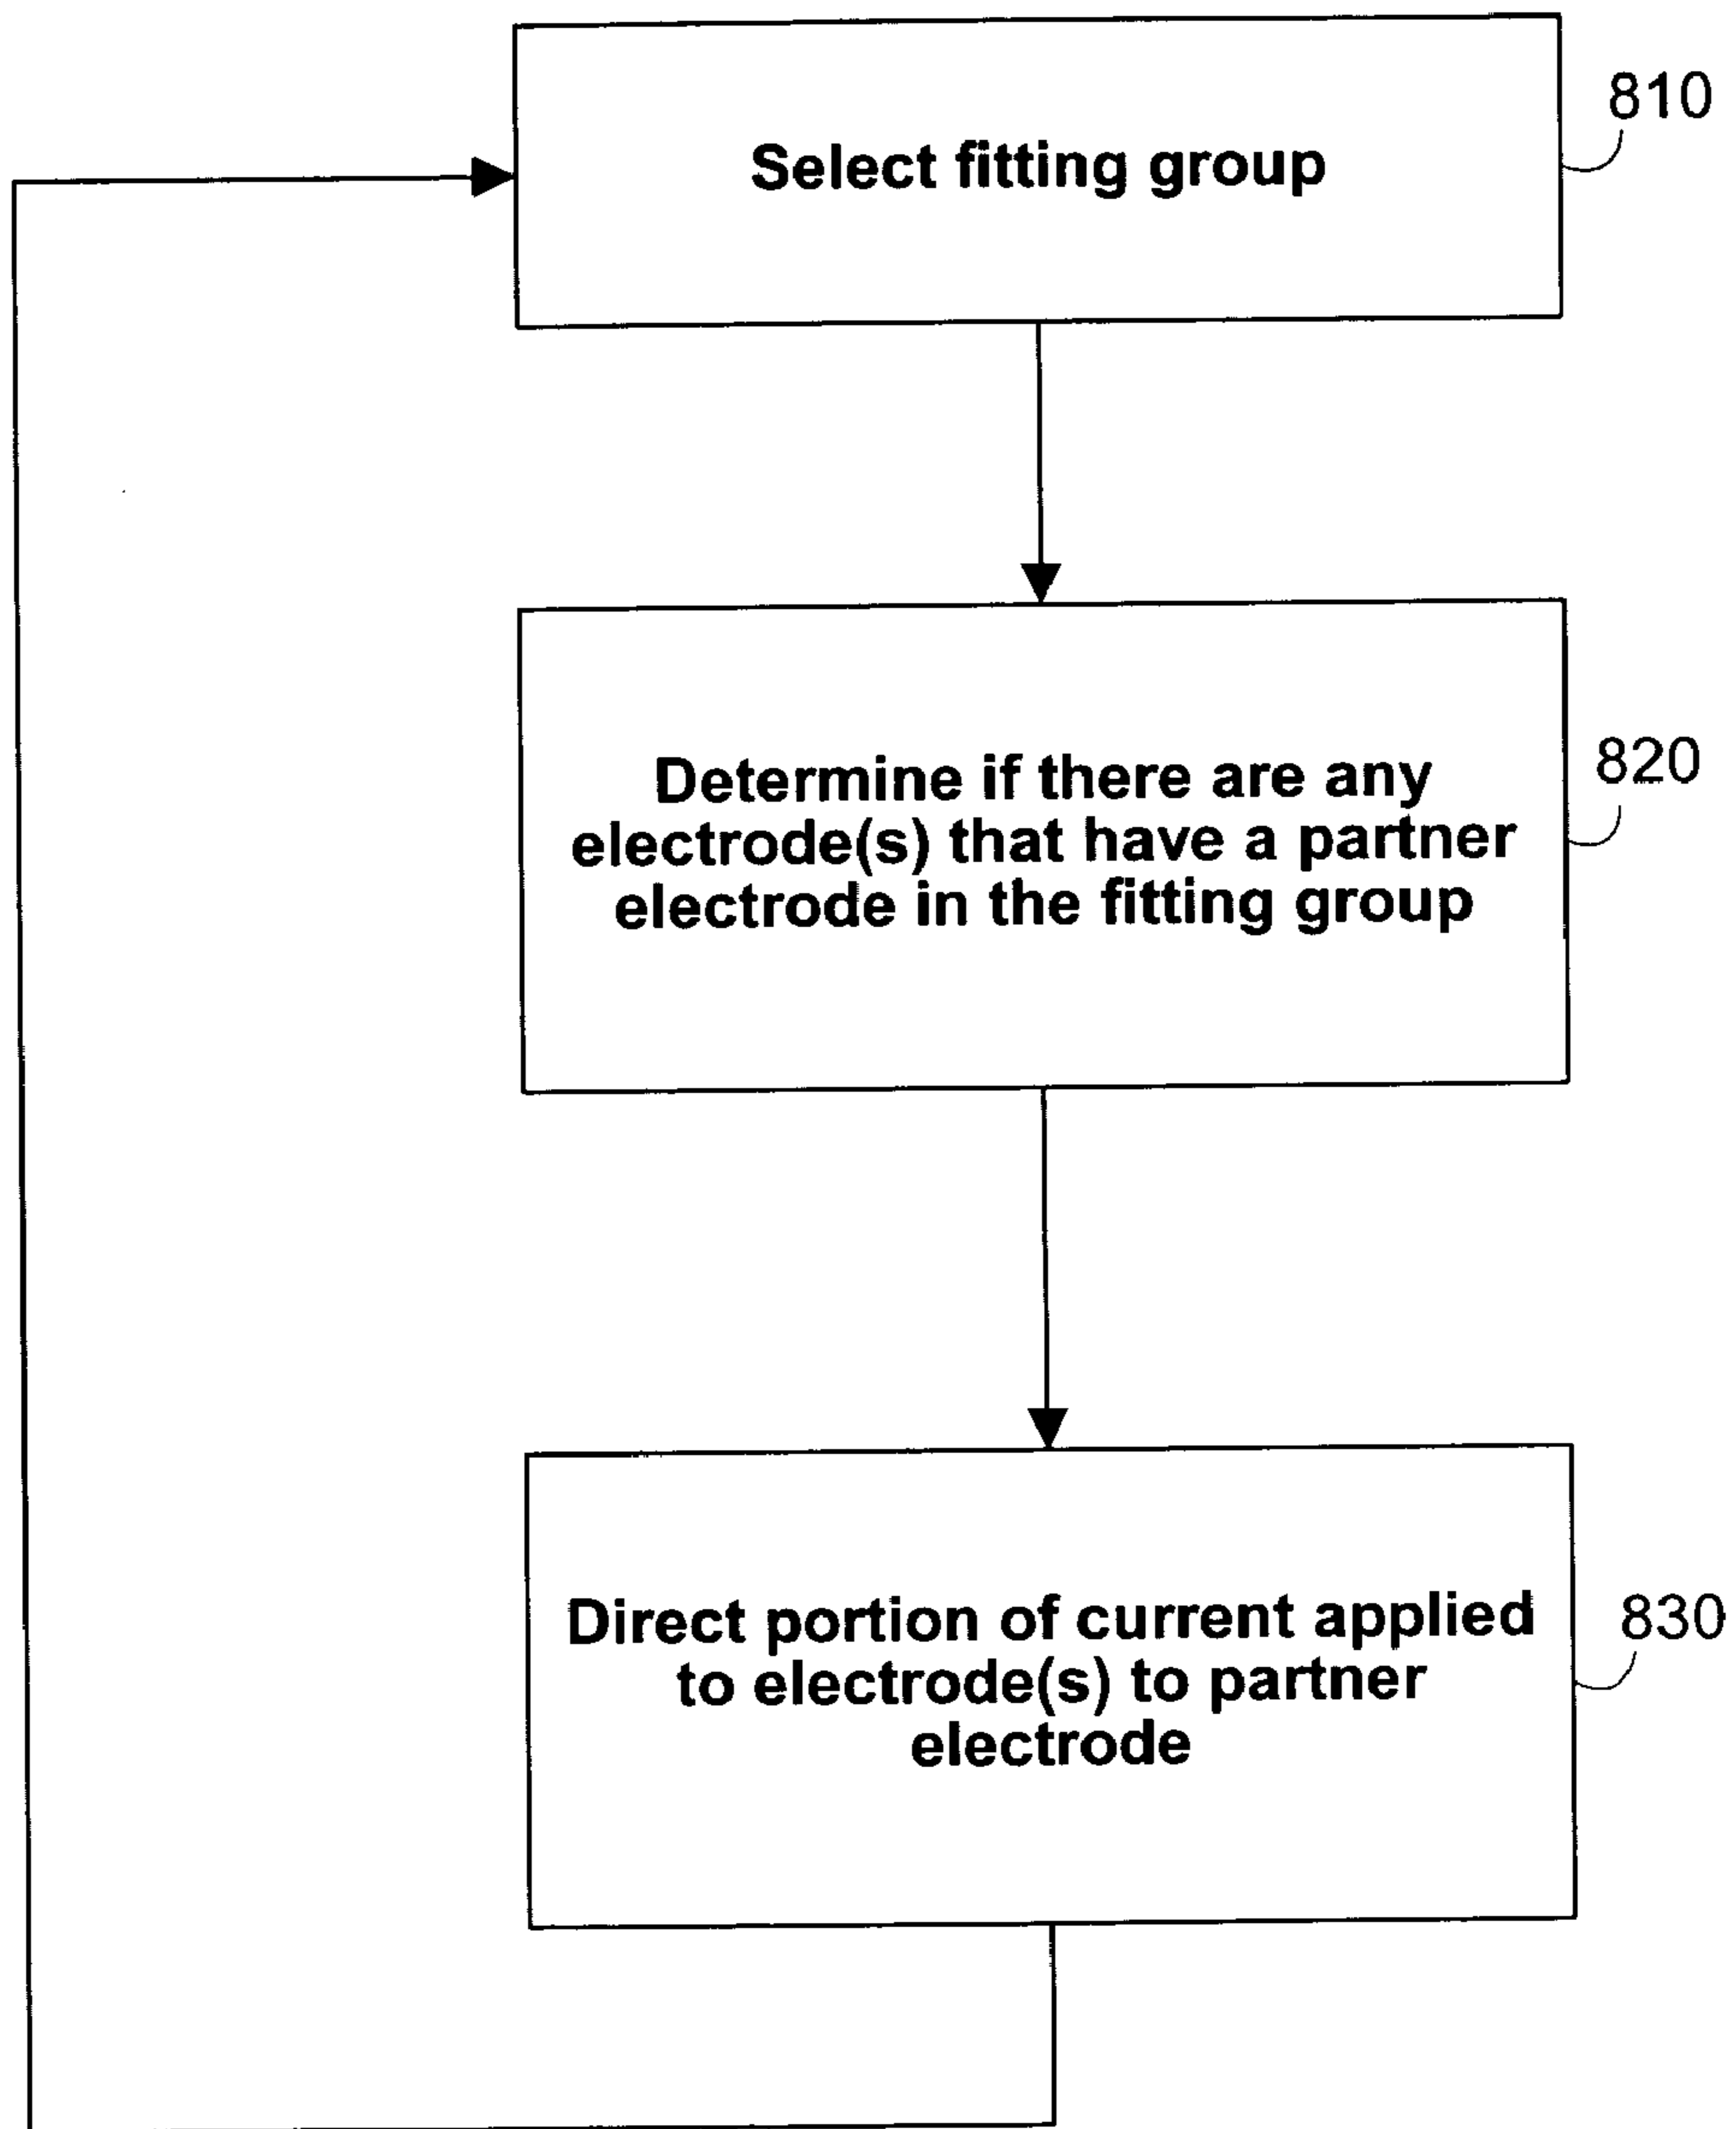 810
Select fitting group
820
Determine if there are any
electrode(s) that have a partner
electrode in the fitting group
830
Direct portion of current applied
to electrode(s) to partner
electrode